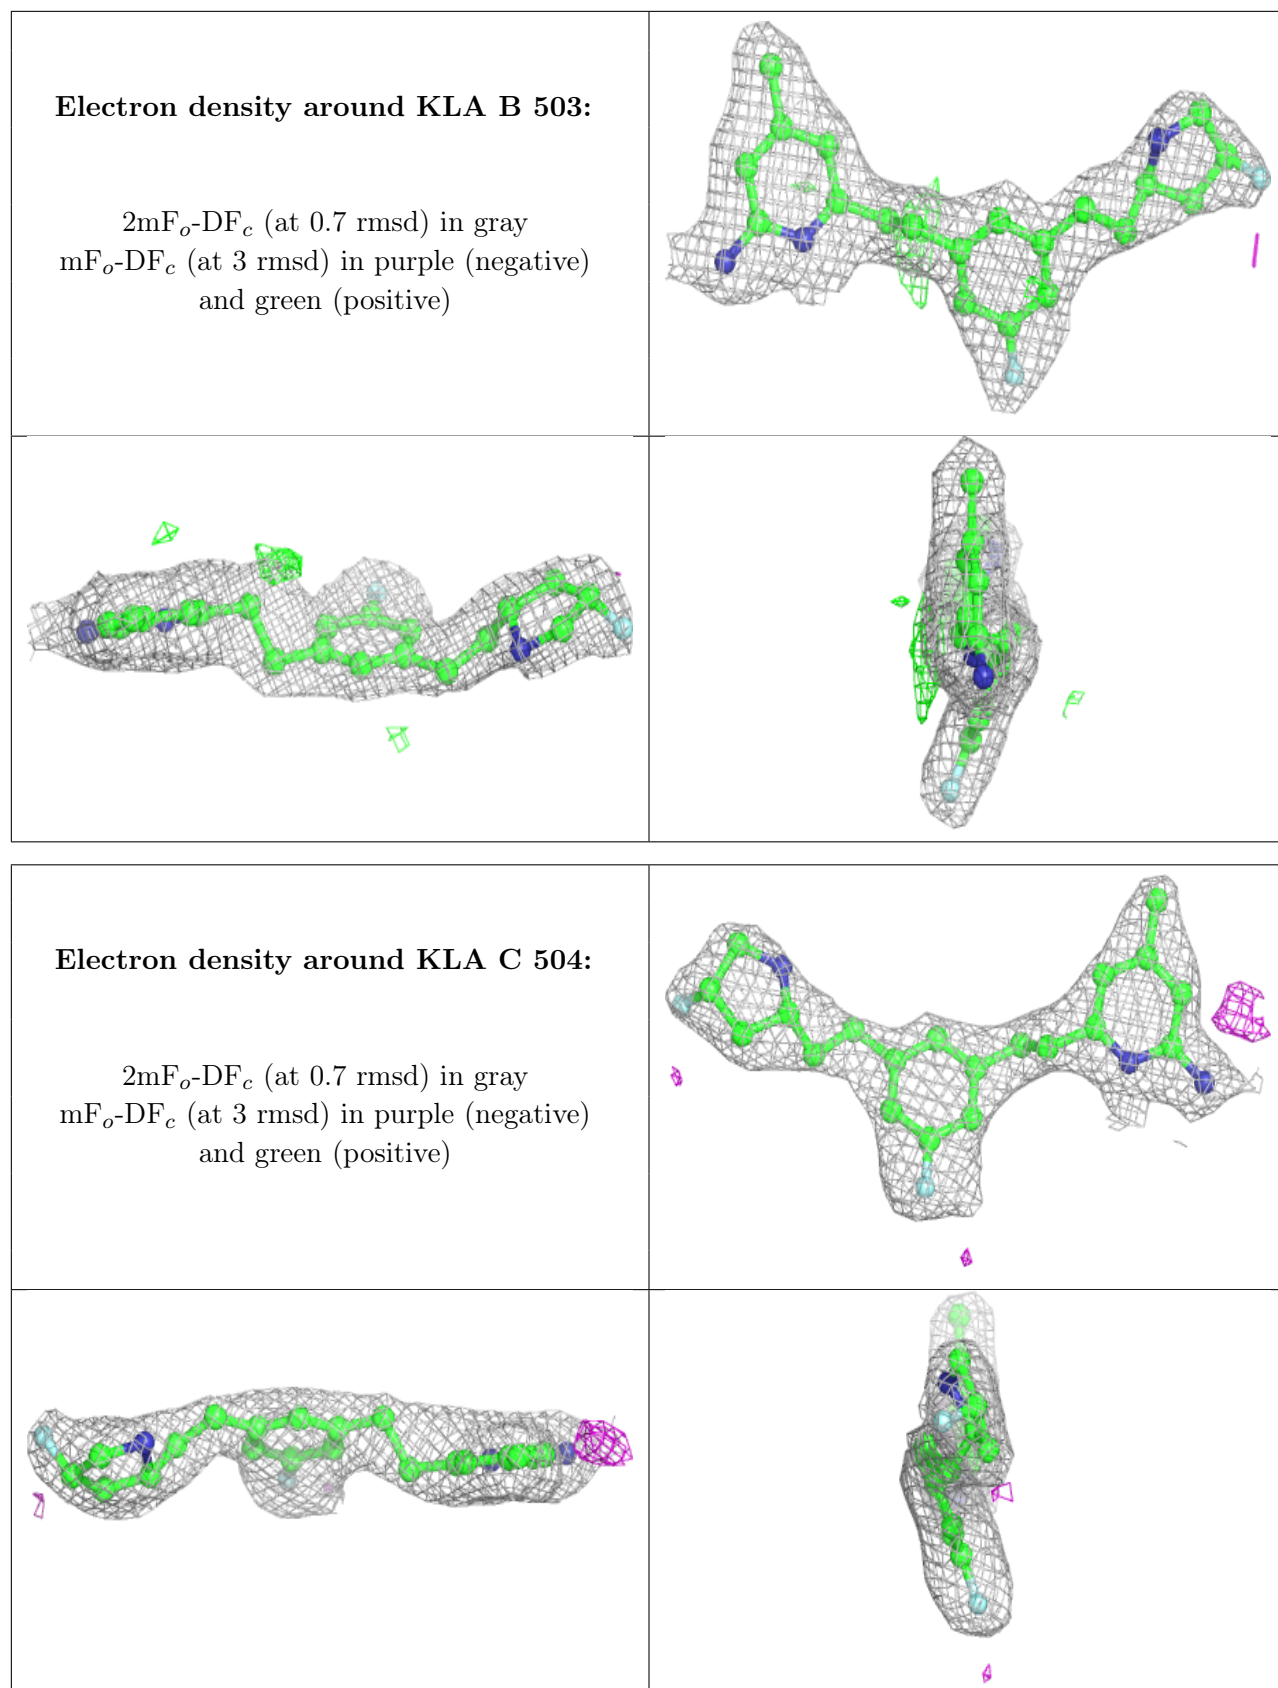 Electron density around KLA B 503:
2mFo-DFc (at 0.7 rmsd) in gray
mFo-DFc (at 3 rmsd) in purple (negative)
and green (positive)
Electron density around KLA C 504:
2mFo-DFc (at 0.7 rmsd) in gray
mFo-DFc (at 3 rmsd) in purple (negative)
and green (positive)